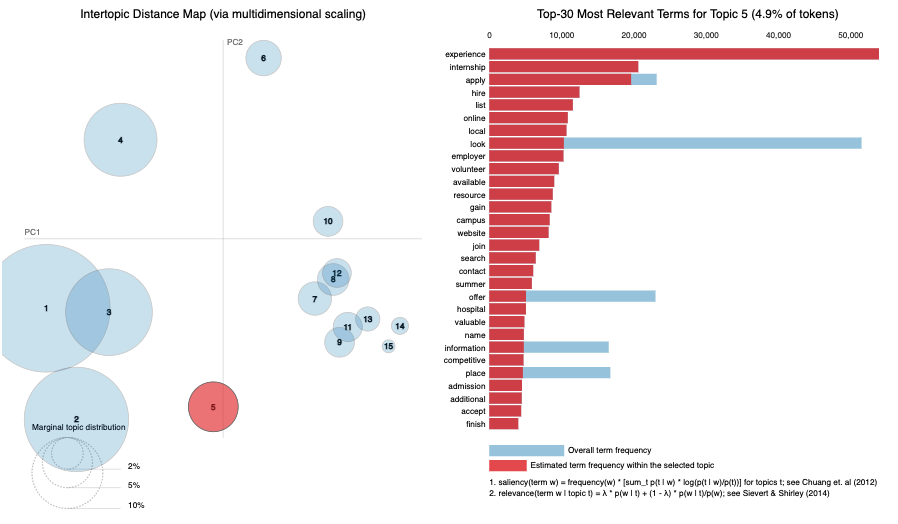 Intertopic Distance Map (via multidimensional scaling)
PC2
PC1
6
4
10
12
8
7
1
3
13
11
14
9
15
5
2
Marginal topic distribution
2%
5%
10%
Top-30 Most Relevant Terms for Topic 5 (4.9% of tokens)
0 10,000 20,000 30,000 40,000 50,000
experience
internship
apply
hire
list
online
local
look
employer
volunteer
available
resource
gain
campus
website
join
search
contact
summer
offer
hospital
valuable
name
information
competitive
place
admission
additional
accept
finish
Overall term frequency
Estimated term frequency within the selected topic
1. saliency(term w) = frequency(w) * [sum_t p(t | w) * log(p(t | w)/p(t))] for topics t; see Chuang et. al (2012)
2. relevance(term w | topic t) = λ * p(w | t) + (1 - λ) * p(w | t)/p(w); see Sievert & Shirley (2014)